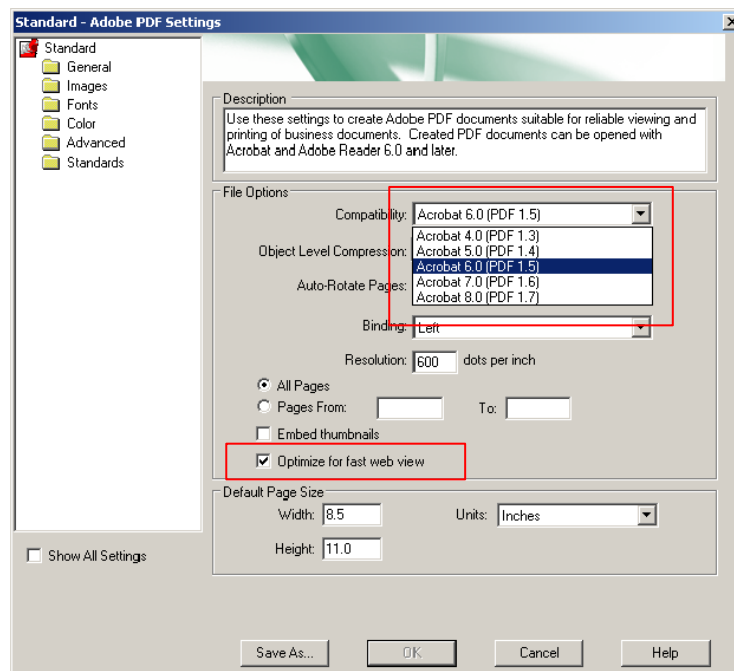 Standard - Adobe PDF Settings
Standard
General
Images
Fonts
Color
Advanced
Standards
Show All Settings
Description
Use these settings to create Adobe PDF documents suitable for reliable viewing and
printing of business documents. Created PDF documents can be opened with
Acrobat and Adobe Reader 6.0 and later.
File Options
Compatibility: Acrobat 6.0 (PDF 1.5)
Acrobat 4.0 (PDF 1.3)
Object Level Compression: Acrobat 5.0 (PDF 1.4)
Acrobat 6.0 (PDF 1.5)
Auto-Rotate Pages: Acrobat 7.0 (PDF 1.6)
Acrobat 8.0 (PDF 1.7)
Binding: Left
Resolution: 600 dots per inch
All Pages
Pages From: To:
Embed thumbnails
Optimize for fast web view
Default Page Size
Width: 8.5 Units: Inches
Height: 11.0
Save As... OK Cancel Help